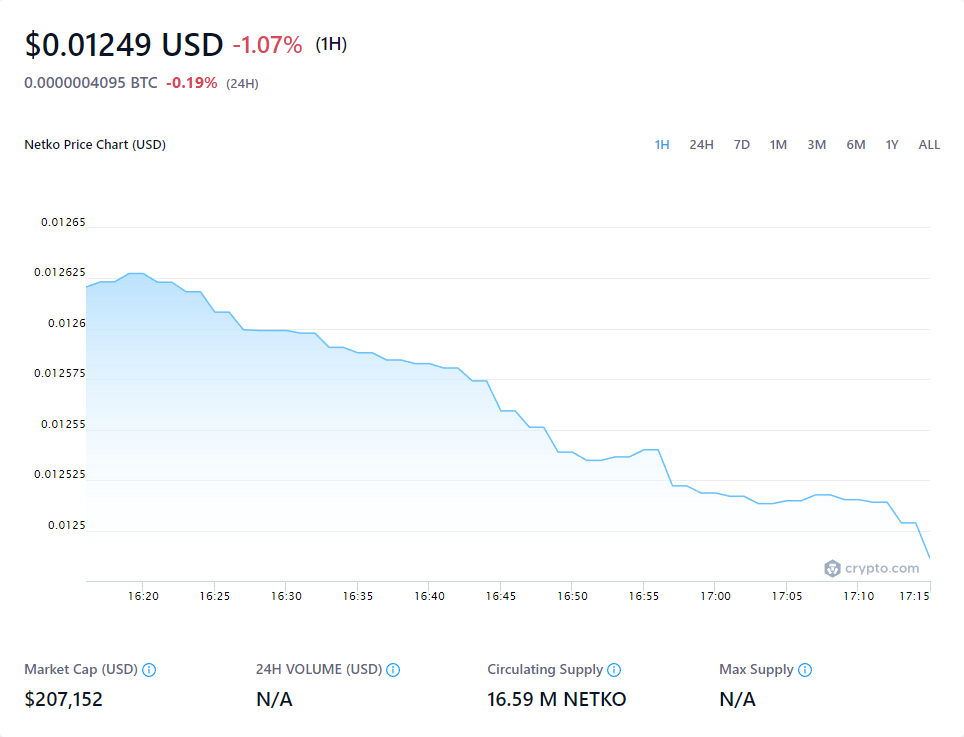 $0.01249 USD -1.07% (1H)
0.0000004095 BTC -0.19% (24H)
Netko Price Chart (USD) 1H 24H 7D 1M 3M 6M 1Y ALL
0.01265
0.012625
0.0126
0.012575
0.01255
0.012525
0.0125
crypto.com
16:20 16:25 16:30 16:35 16:40 16:45 16:50 16:55 17:00 17:05 17:10 17:15
Market Cap (USD) 24H VOLUME (USD) Circulating Supply Max Supply
$207,152 N/A 16.59 M NETKO N/A